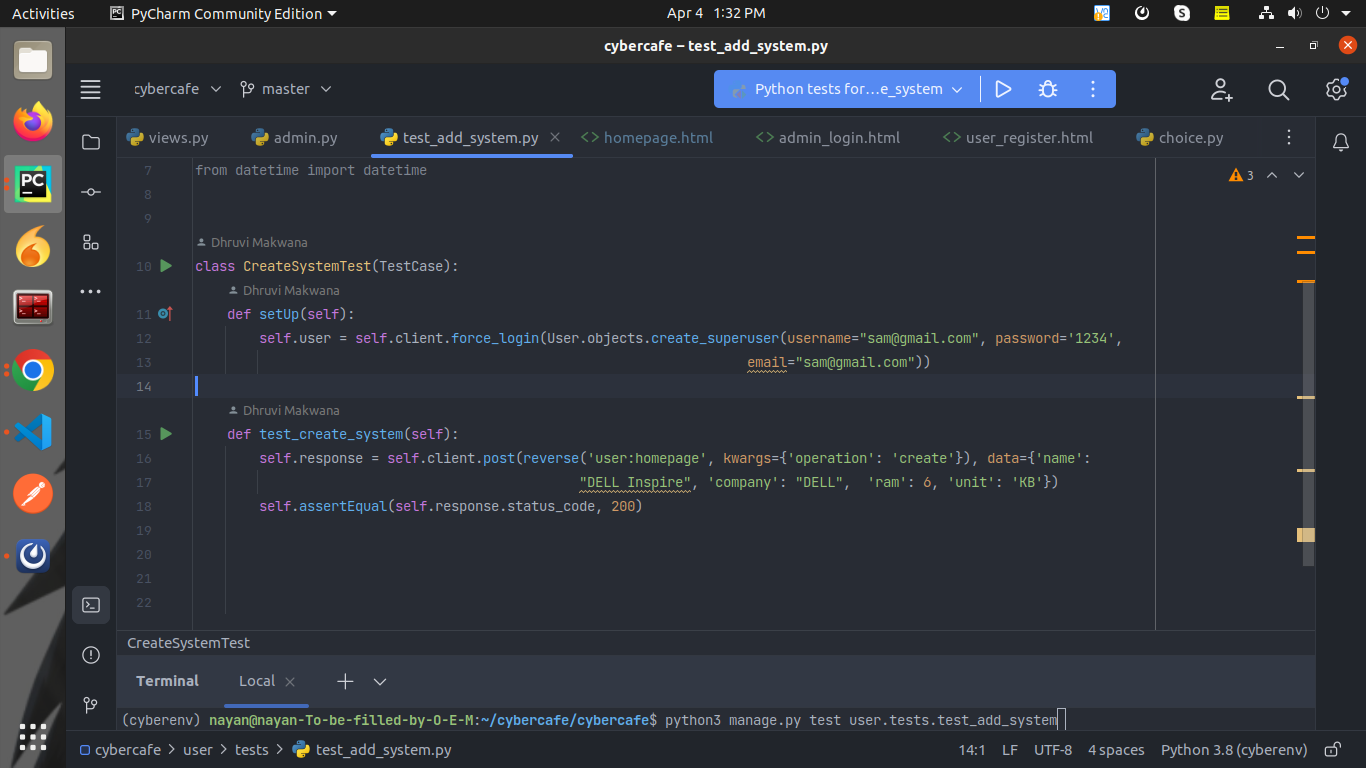 Activities PyCharm Community Edition Apr 4 1:32 PM
cybercafe – test_add_system.py
cybercafe master Python tests for...e_system
views.py admin.py test_add_system.py homepage.html admin_login.html user_register.html choice.py
7 from datetime import datetime
3
8
9
Dhruvi Makwana
10 class CreateSystemTest(TestCase):
Dhruvi Makwana
11 def setUp(self):
12 self.user = self.client.force_login(User.objects.create_superuser(username="sam@gmail.com", password='1234',
13 email="sam@gmail.com"))
14
Dhruvi Makwana
15 def test_create_system(self):
16 self.response = self.client.post(reverse('user:homepage', kwargs={'operation': 'create'}), data={'name':
17 "DELL Inspire", 'company': "DELL", 'ram': 6, 'unit': 'KB'})
18 self.assertEqual(self.response.status_code, 200)
19
20
21
22
CreateSystemTest
Terminal Local
(cyberenv) nayan@nayan-To-be-filled-by-O-E-M:~/cybercafe/cybercafe$ python3 manage.py test user.tests.test_add_system
cybercafe > user > tests > test_add_system.py 14:1 LF UTF-8 4 spaces Python 3.8 (cyberenv)